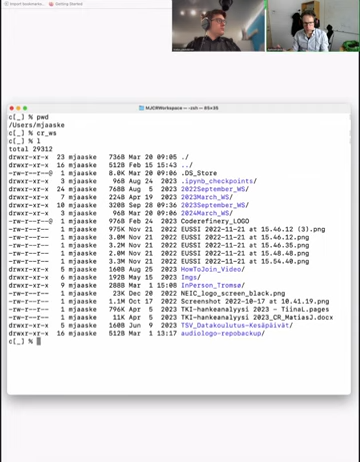 Import bookmarks... Getting Started
MJCRWorkspace — -zsh — 85×35
c[_] % pwd
/Users/mjaaske
c[_] % cr_ws
c[_] % l
total 29312
drwxr-xr-x 23 mjaaske 736B Mar 20 09:05 ./
drwxr-xr-x 16 mjaaske 512B Feb 15 15:43 ../
-rw-r--r--@ 1 mjaaske 8.0K Mar 20 09:06 .DS_Store
drwxr-xr-x 3 mjaaske 96B Aug 24 2023 .ipynb_checkpoints/
drwxr-xr-x 24 mjaaske 768B Aug 5 2023 2022September_WS/
drwxr-xr-x 7 mjaaske 224B Apr 19 2023 2023March_WS/
drwxr-xr-x 10 mjaaske 320B Sep 28 09:36 2023September_WS/
drwxr-xr-x 3 mjaaske 96B Mar 20 09:06 2024March_WS/
-rw-r--r--@ 1 mjaaske 976B Nov 24 2023 Coderefinery_LOGO
-rw-r--r-- 1 mjaaske 975K Nov 21 2022 EUSSI 2022-11-21 at 15.46.12 (3).png
-rw-r--r-- 1 mjaaske 3.0M Nov 21 2022 EUSSI 2022-11-21 at 15.46.12.png
-rw-r--r-- 1 mjaaske 3.2M Nov 21 2022 EUSSI 2022-11-21 at 15.46.35.png
-rw-r--r-- 1 mjaaske 2.0M Nov 21 2022 EUSSI 2022-11-21 at 15.48.48.png
-rw-r--r-- 1 mjaaske 3.3M Nov 21 2022 EUSSI 2022-11-21 at 15.54.40.png
drwxr-xr-x 5 mjaaske 160B Aug 25 2023 HowToJoin_Video/
drwxr-xr-x 6 mjaaske 192B May 15 2023 Imgs/
drwxr-xr-x 9 mjaaske 288B Mar 1 15:08 InPerson_Tromsø/
-rw-r--r-- 1 mjaaske 23K Dec 20 2022 NEIC_logo_screen_black.png
-rw-r--r-- 1 mjaaske 1.1M Oct 17 2022 Screenshot 2022-10-17 at 10.41.19.png
-rw-r--r-- 1 mjaaske 796K Apr 5 2023 TKI-hankeanalyysi 2023 - TiinaL.pages
-rw-r--r-- 1 mjaaske 11K Apr 5 2023 TKI-hankeanalyysi 2023_CR_MatiasJ.docx
drwxr-xr-x 5 mjaaske 160B Jun 9 2023 TSV_Datakoulutus-Kesäpäivät/
drwxr-xr-x 16 mjaaske 512B Mar 1 13:17 audiologo-repobackup/
c[_] %